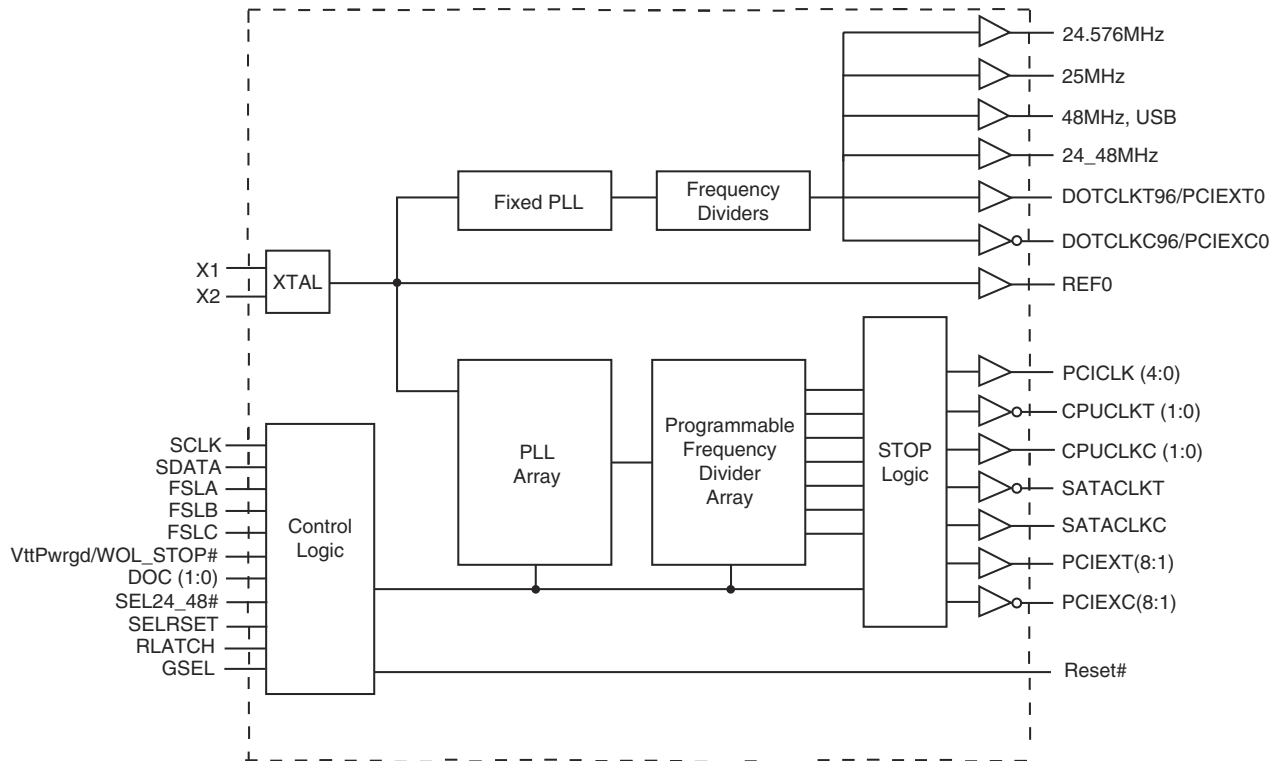 24.576MHz
25MHz
48MHz, USB
24_48MHz
Fixed PLL
Frequency
Dividers
DOTCLKT96/PCIEXT0
DOTCLKC96/PCIEXC0
X1
X2
XTAL
REF0
PLL
Array
Programmable
Frequency
Divider
Array
STOP
Logic
PCICLK (4:0)
CPUCLKT (1:0)
CPUCLKC (1:0)
SATACLKT
SATACLKC
PCIEXT(8:1)
PCIEXC(8:1)
SCLK
SDATA
FSLA
FSLB
FSLC
VttPwrgd/WOL_STOP#
DOC (1:0)
SEL24_48#
SELRSET
RLATCH
GSEL
Control
Logic
Reset#